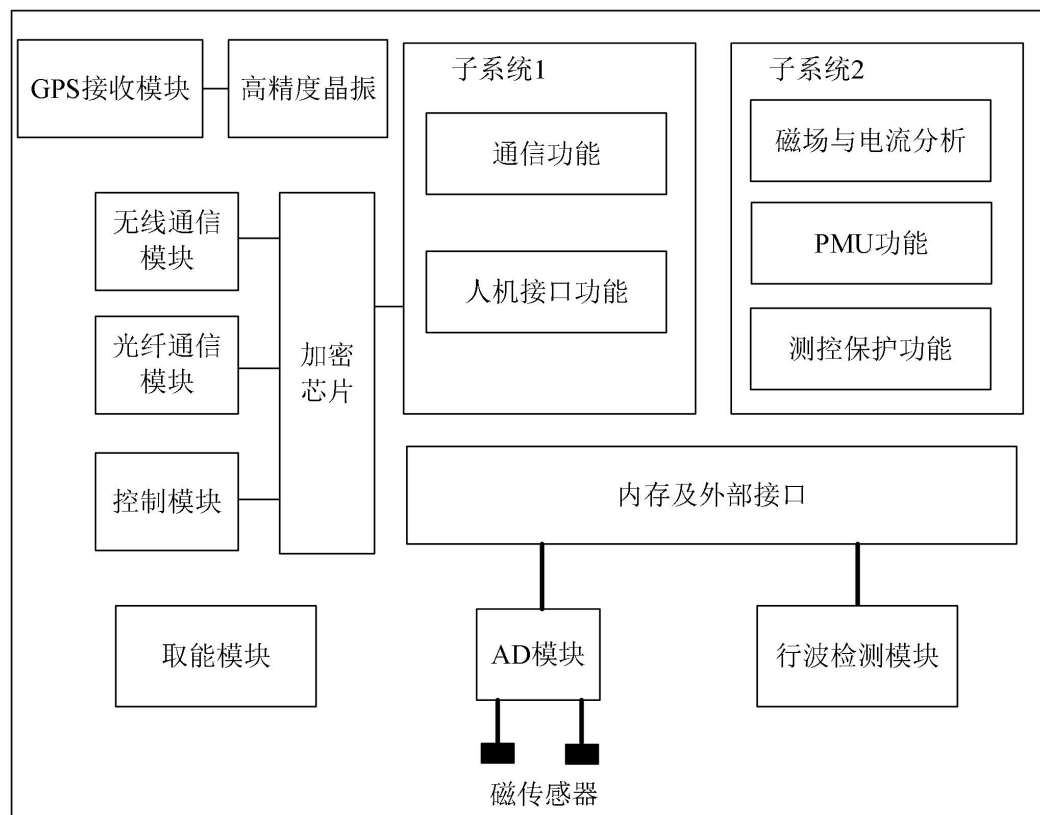 GPS接收模块
高精度晶振
子系统1
通信功能
人机接口功能
子系统2
磁场与电流分析
PMU功能
测控保护功能
无线通信
模块
光纤通信
模块
控制模块
加密
芯片
内存及外部接口
取能模块
AD模块
行波检测模块
磁传感器